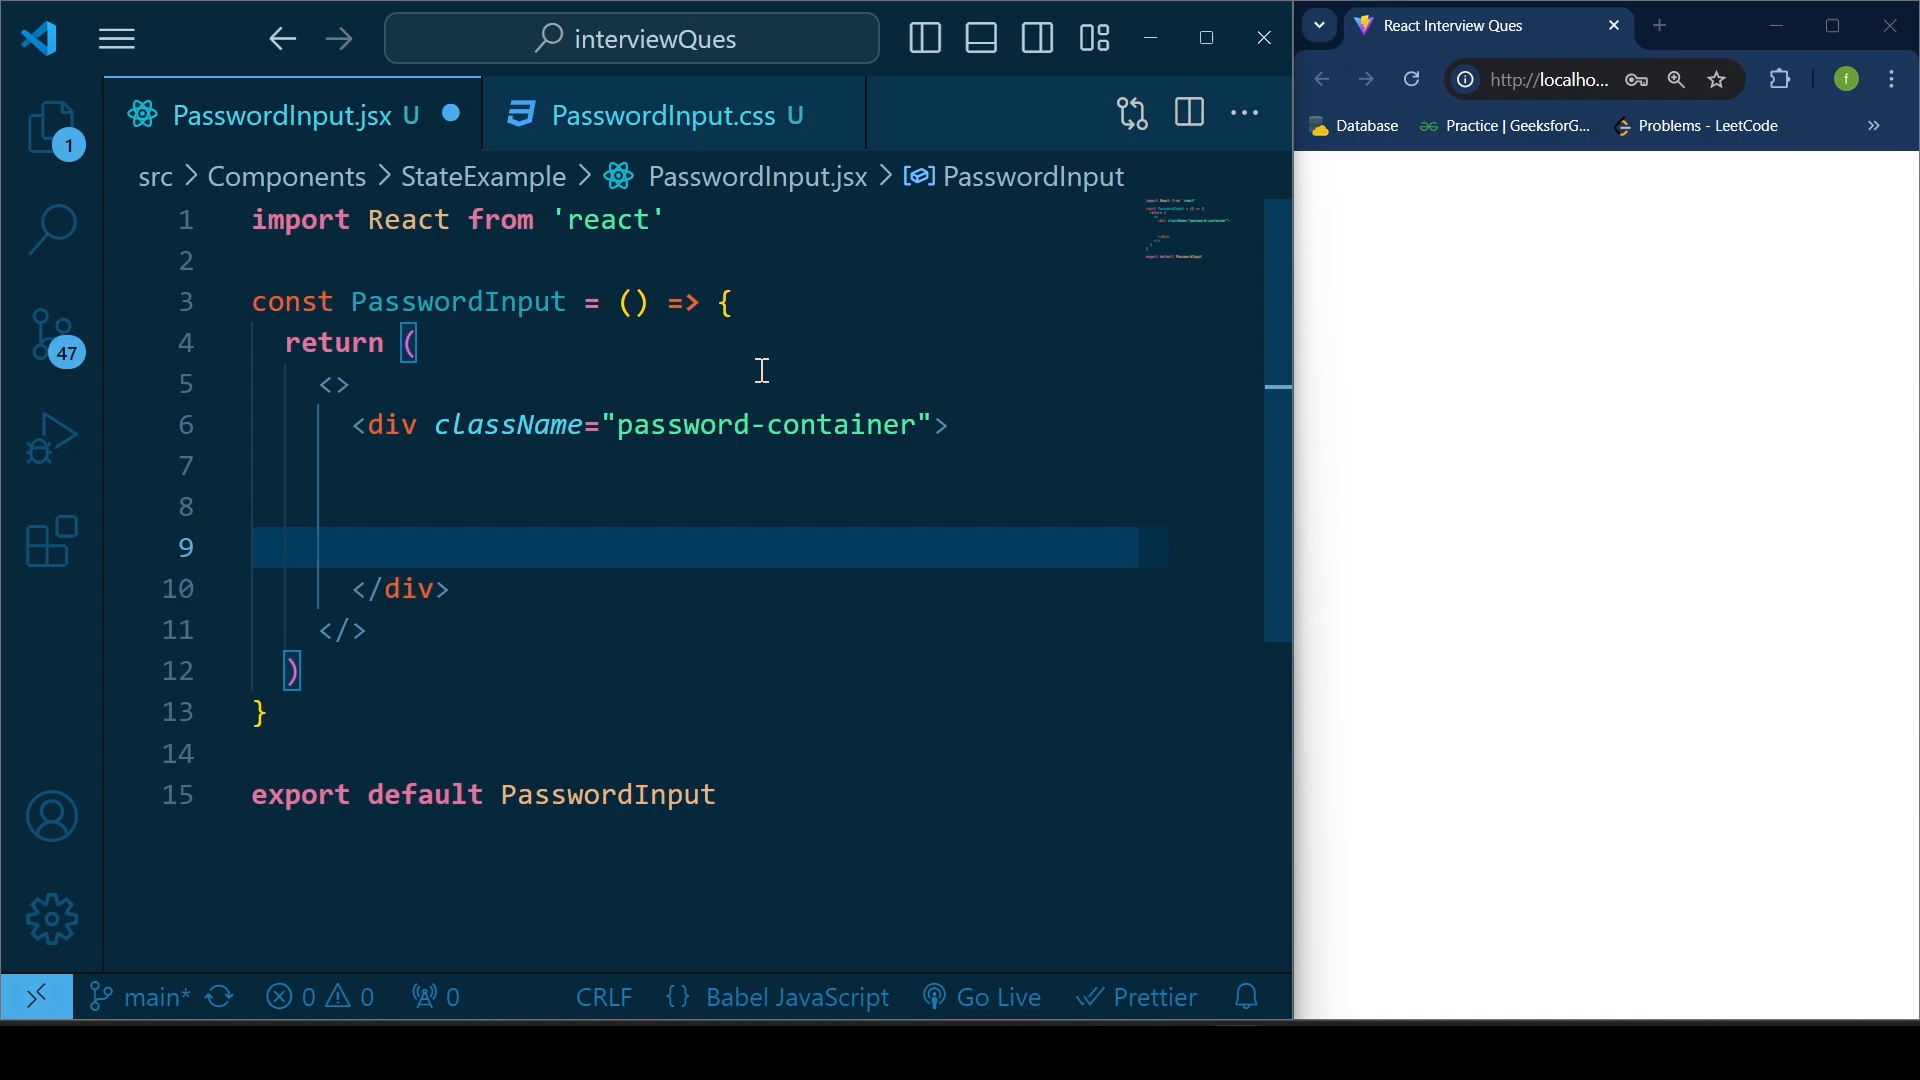 interviewQues
PasswordInput.jsx U
PasswordInput.css U
src > Components > StateExample > PasswordInput.jsx > PasswordInput
1 import React from 'react'
2
3 const PasswordInput = () => {
4 return (
5 <>
6 <div className="password-container">
7
8
9
10 </div>
11 </>
12 )
13 }
14
15 export default PasswordInput
1
47
main* 0 0 0 CRLF {} Babel JavaScript Go Live Prettier
React Interview Ques
http://localho...
f
Database Practice | GeeksforG... Problems - LeetCode »